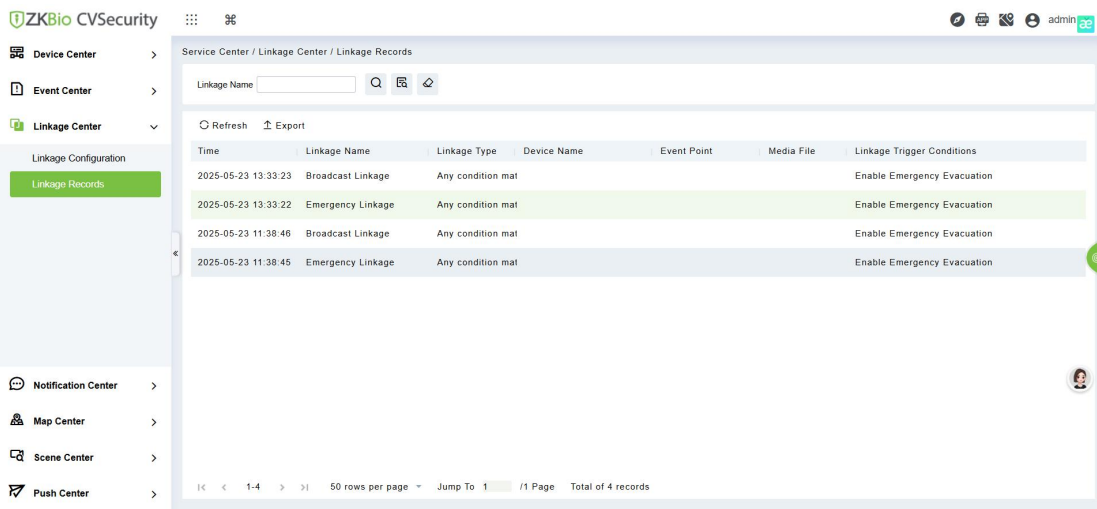 ZKBio CVSecurity
admin
Device Center
Event Center
Linkage Center
Linkage Configuration
Linkage Records
Notification Center
Map Center
Scene Center
Push Center
Service Center / Linkage Center / Linkage Records
Linkage Name
Refresh Export
Time Linkage Name Linkage Type Device Name Event Point Media File Linkage Trigger Conditions
2025-05-23 13:33:23 Broadcast Linkage Any condition mat Enable Emergency Evacuation
2025-05-23 13:33:22 Emergency Linkage Any condition mat Enable Emergency Evacuation
2025-05-23 11:38:46 Broadcast Linkage Any condition mat Enable Emergency Evacuation
2025-05-23 11:38:45 Emergency Linkage Any condition mat Enable Emergency Evacuation
1-4 50 rows per page Jump To 1 /1 Page Total of 4 records